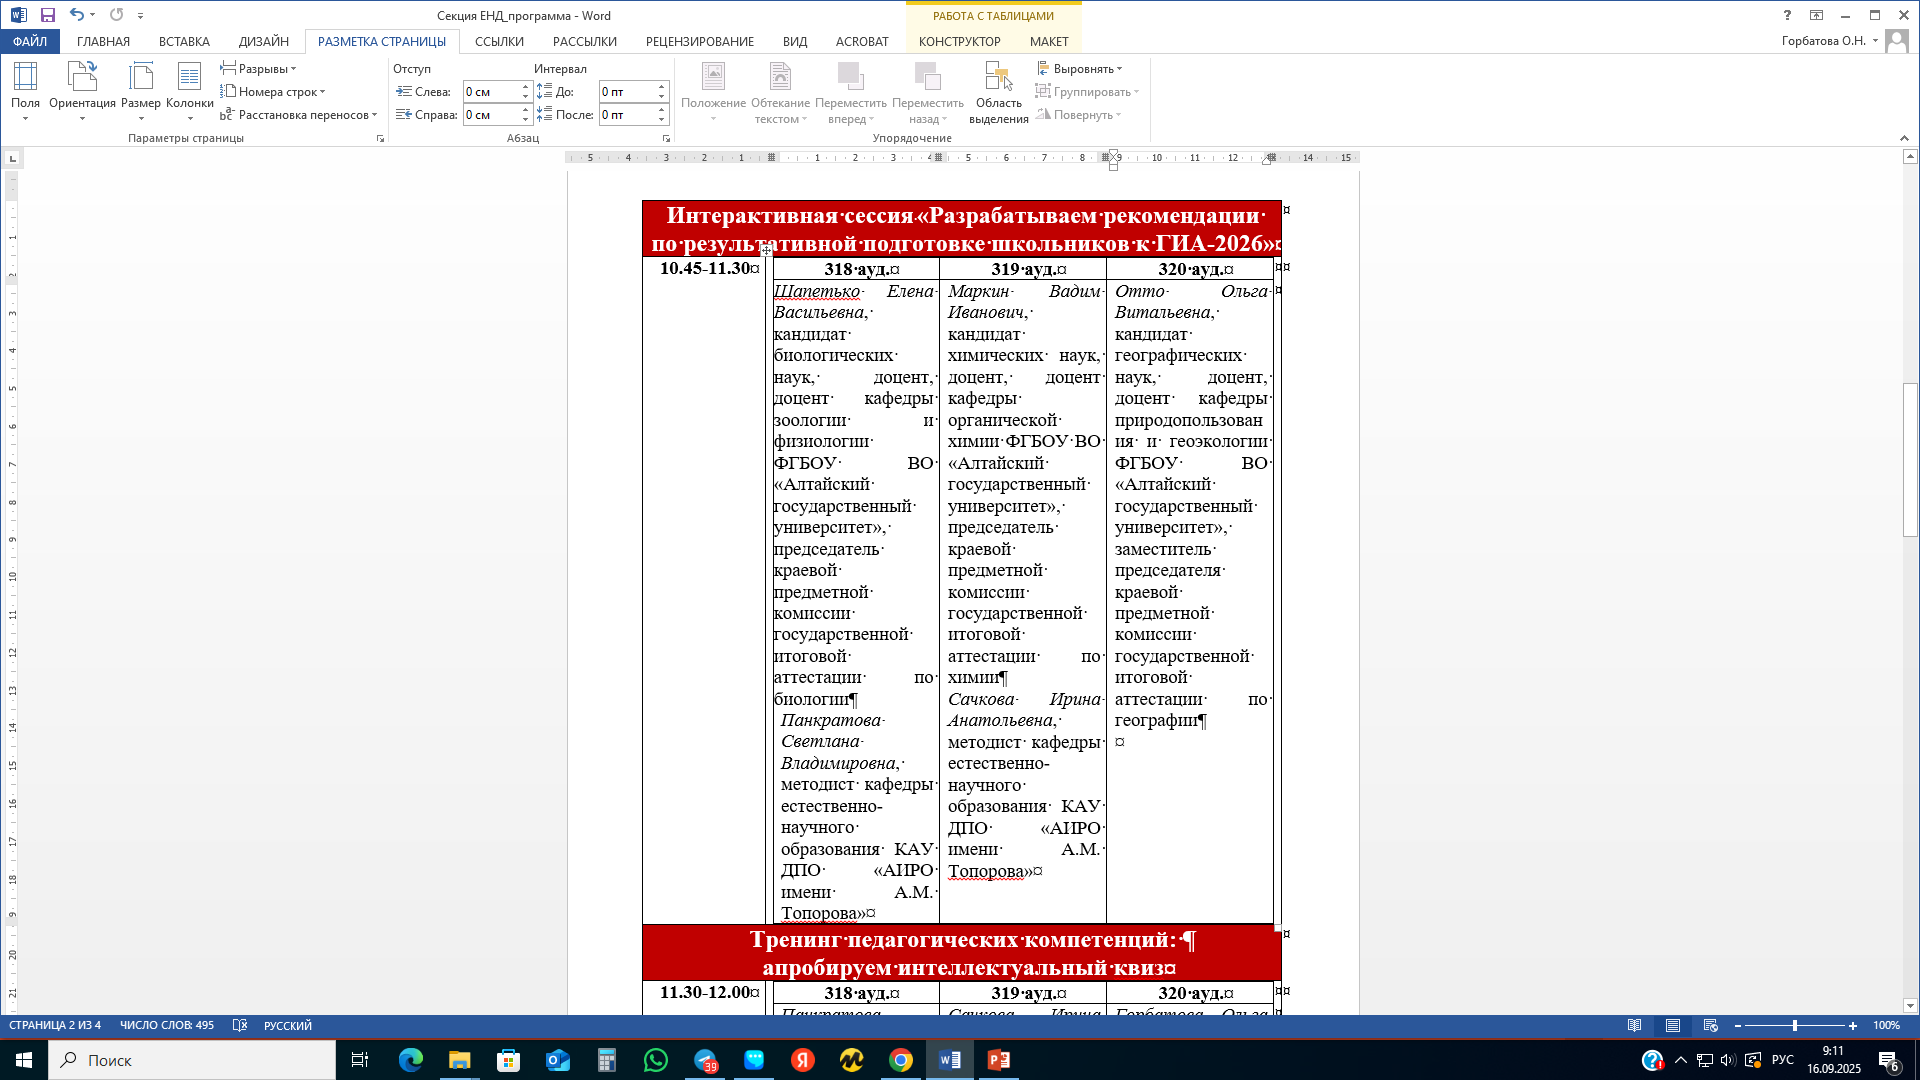 Секция ЕНД_программа - Word
РАБОТА С ТАБЛИЦАМИ
ФАЙЛ ГЛАВНАЯ ВСТАВКА ДИЗАЙН РАЗМЕТКА СТРАНИЦЫ ССЫЛКИ РАССЫЛКИ РЕЦЕНЗИРОВАНИЕ ВИД ACROBAT КОНСТРУКТОР МАКЕТ Горбатова О.Н.
Поля
Ориентация
Размер
Колонки
Разрывы
Номера строк
Расстановка переносов
Параметры страницы
Отступ
Слева: 0 см
Справа: 0 см
Интервал
До: 0 пт
После: 0 пт
Абзац
Положение
Обтекание текстом
Переместить вперед
Переместить назад
Область выделения
Выровнять
Группировать
Повернуть
Упорядочение
Интерактивная сессия «Разрабатываем рекомендации
по результативной подготовке школьников к ГИА-2026»
10.45-11.30
318 ауд.
Шапетько Елена
Васильевна,
кандидат
биологических
наук, доцент,
доцент кафедры
зоологии и
физиологии
ФГБОУ ВО
«Алтайский
государственный
университет»,
председатель
краевой
предметной
комиссии
государственной
итоговой
аттестации по
биологии¶
Панкратова
Светлана
Владимировна,
методист кафедры
естественно-
научного
образования КАУ
ДПО «АИРО
имени А.М.
Топорова»
319 ауд.
Маркин Вадим
Иванович,
кандидат
химических наук,
доцент, доцент
кафедры
органической
химии ФГБОУ ВО
«Алтайский
государственный
университет»,
председатель
краевой
предметной
комиссии
государственной
итоговой
аттестации по
химии¶
Сачкова Ирина
Анатольевна,
методист кафедры
естественно-
научного
образования КАУ
ДПО «АИРО
имени А.М.
Топорова»
320 ауд.
Отто Ольга
Витальевна,
кандидат
географических
наук, доцент,
доцент кафедры
природопользован
ия и геоэкологии
ФГБОУ ВО
«Алтайский
государственный
университет»,
заместитель
председателя
краевой
предметной
комиссии
государственной
итоговой
аттестации по
географии¶
Тренинг педагогических компетенций: ¶
апробируем интеллектуальный квиз
11.30-12.00
318 ауд. 319 ауд. 320 ауд.
Панкратова Сачкова Ирина Горбатова Ольга
СТРАНИЦА 2 ИЗ 4 ЧИСЛО СЛОВ: 495 РУССКИЙ 100%
Поиск
39
РУС
9:11
16.09.2025
6